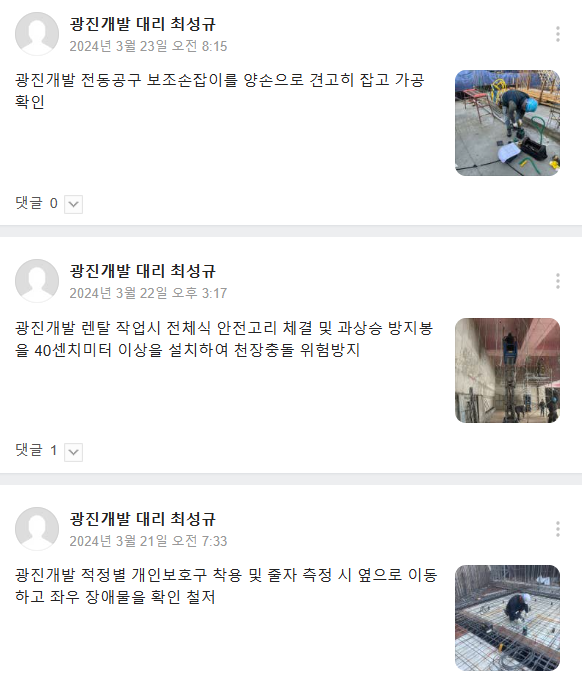 광진개발 대리 최성규
2024년 3월 23일 오전 8:15
광진개발 전동공구 보조손잡이를 양손으로 견고히 잡고 가공
확인
댓글 0
광진개발 대리 최성규
2024년 3월 22일 오후 3:17
광진개발 렌탈 작업시 전체식 안전고리 체결 및 과상승 방지봉
을 40센치미터 이상을 설치하여 천장충돌 위험방지
댓글 1
광진개발 대리 최성규
2024년 3월 21일 오전 7:33
광진개발 적정별 개인보호구 착용 및 줄자 측정 시 옆으로 이동
하고 좌우 장애물을 확인 철저